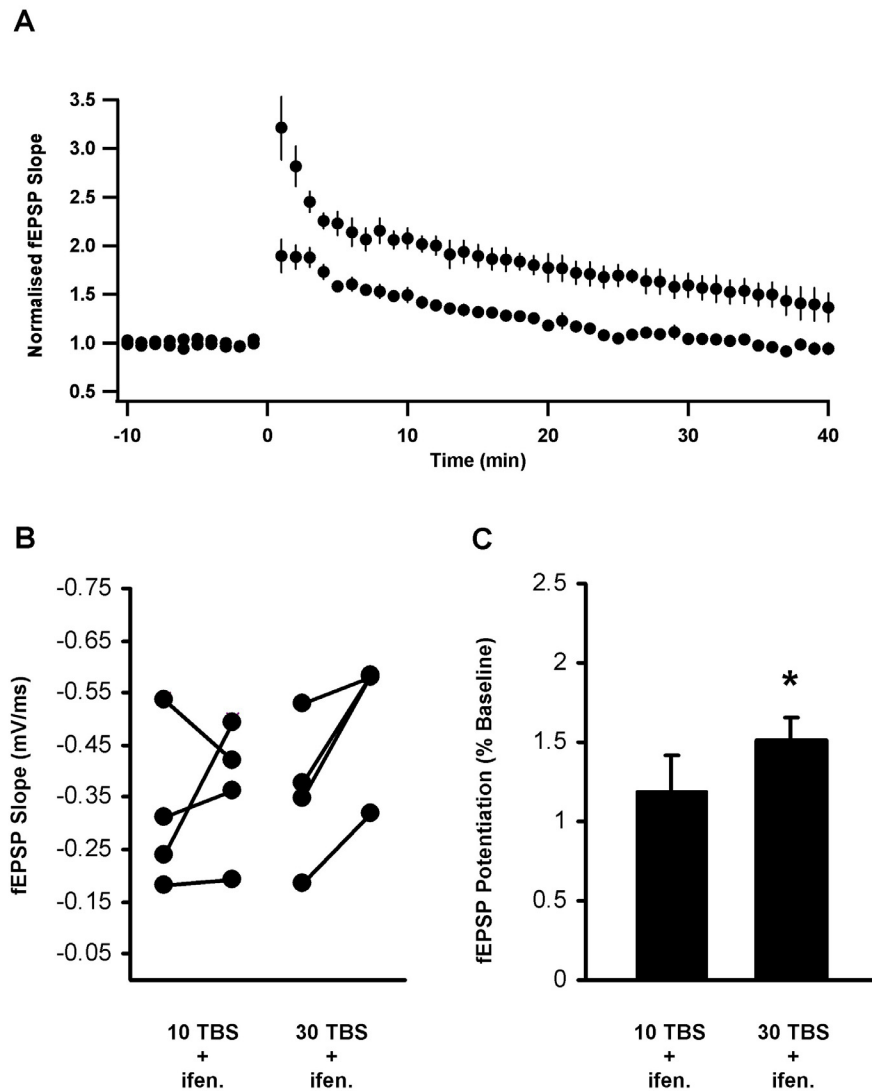 A
Normalised fEPSP Slope
3.5
3.0
2.5
2.0
1.5
1.0
0.5
-10
0
10
20
30
40
Time (min)
B
fEPSP Slope (mV/ms)
-0.75
-0.65
-0.55
-0.45
-0.35
-0.25
-0.15
-0.05
10 TBS
+
ifen.
30 TBS
+
ifen.
C
fEPSP Potentiation (% Baseline)
2.5
2
1.5
1
0.5
0
*
10 TBS
+
ifen.
30 TBS
+
ifen.